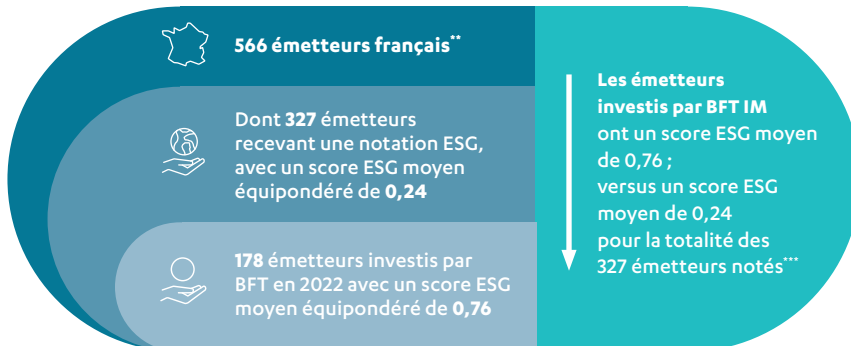 566 émetteurs français**
Dont 327 émetteurs
recevant une notation ESG,
avec un score ESG moyen
équipondéré de 0,24
178 émetteurs investis par
BFT en 2022 avec un score ESG
moyen équipondéré de 0,76
Les émetteurs
investis par BFT IM
ont un score ESG moyen
de 0,76 ;
versus un score ESG
moyen de 0,24
pour la totalité des
327 émetteurs notés***